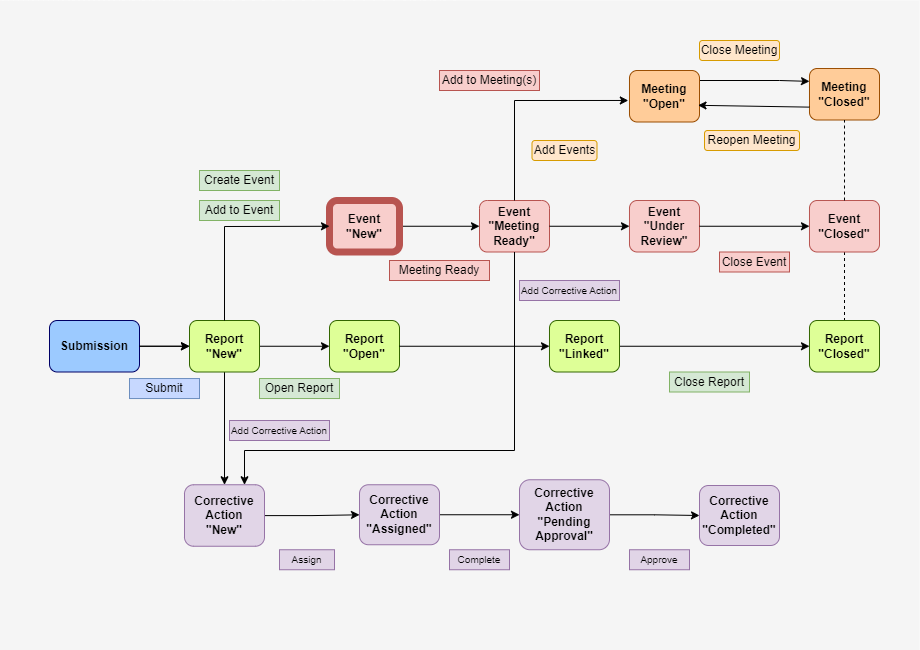 Close Meeting
Add to Meeting(s)
Meeting
"Open"
Meeting
"Closed"
Reopen Meeting
Add Events
Create Event
Add to Event
Event
"New"
Event
"Meeting
Ready"
Event
"Under
Review"
Event
"Closed"
Meeting Ready
Close Event
Add Corrective Action
Submission
Report
"New"
Report
"Open"
Report
"Linked"
Report
"Closed"
Submit
Open Report
Close Report
Add Corrective Action
Corrective
Action
"New"
Corrective
Action
"Assigned"
Corrective
Action
"Pending
Approval"
Corrective
Action
"Completed"
Assign
Complete
Approve